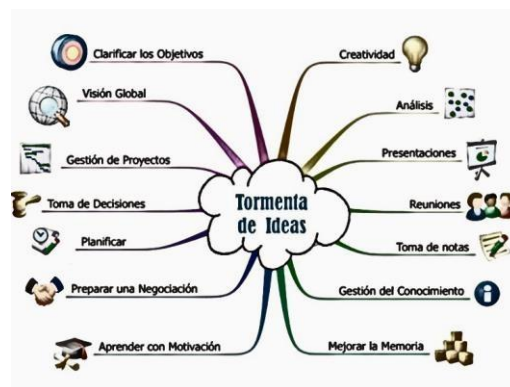 Clarificar los Objetivos
Visión Global
Gestión de Proyectos
Toma de Decisiones
Planificar
Preparar una Negociación
Aprender con Motivación
Tormenta
de Ideas
Creatividad
Análisis
Presentaciones
Reuniones
Toma de notas
Gestión del Conocimiento
i
Mejorar la Memoria